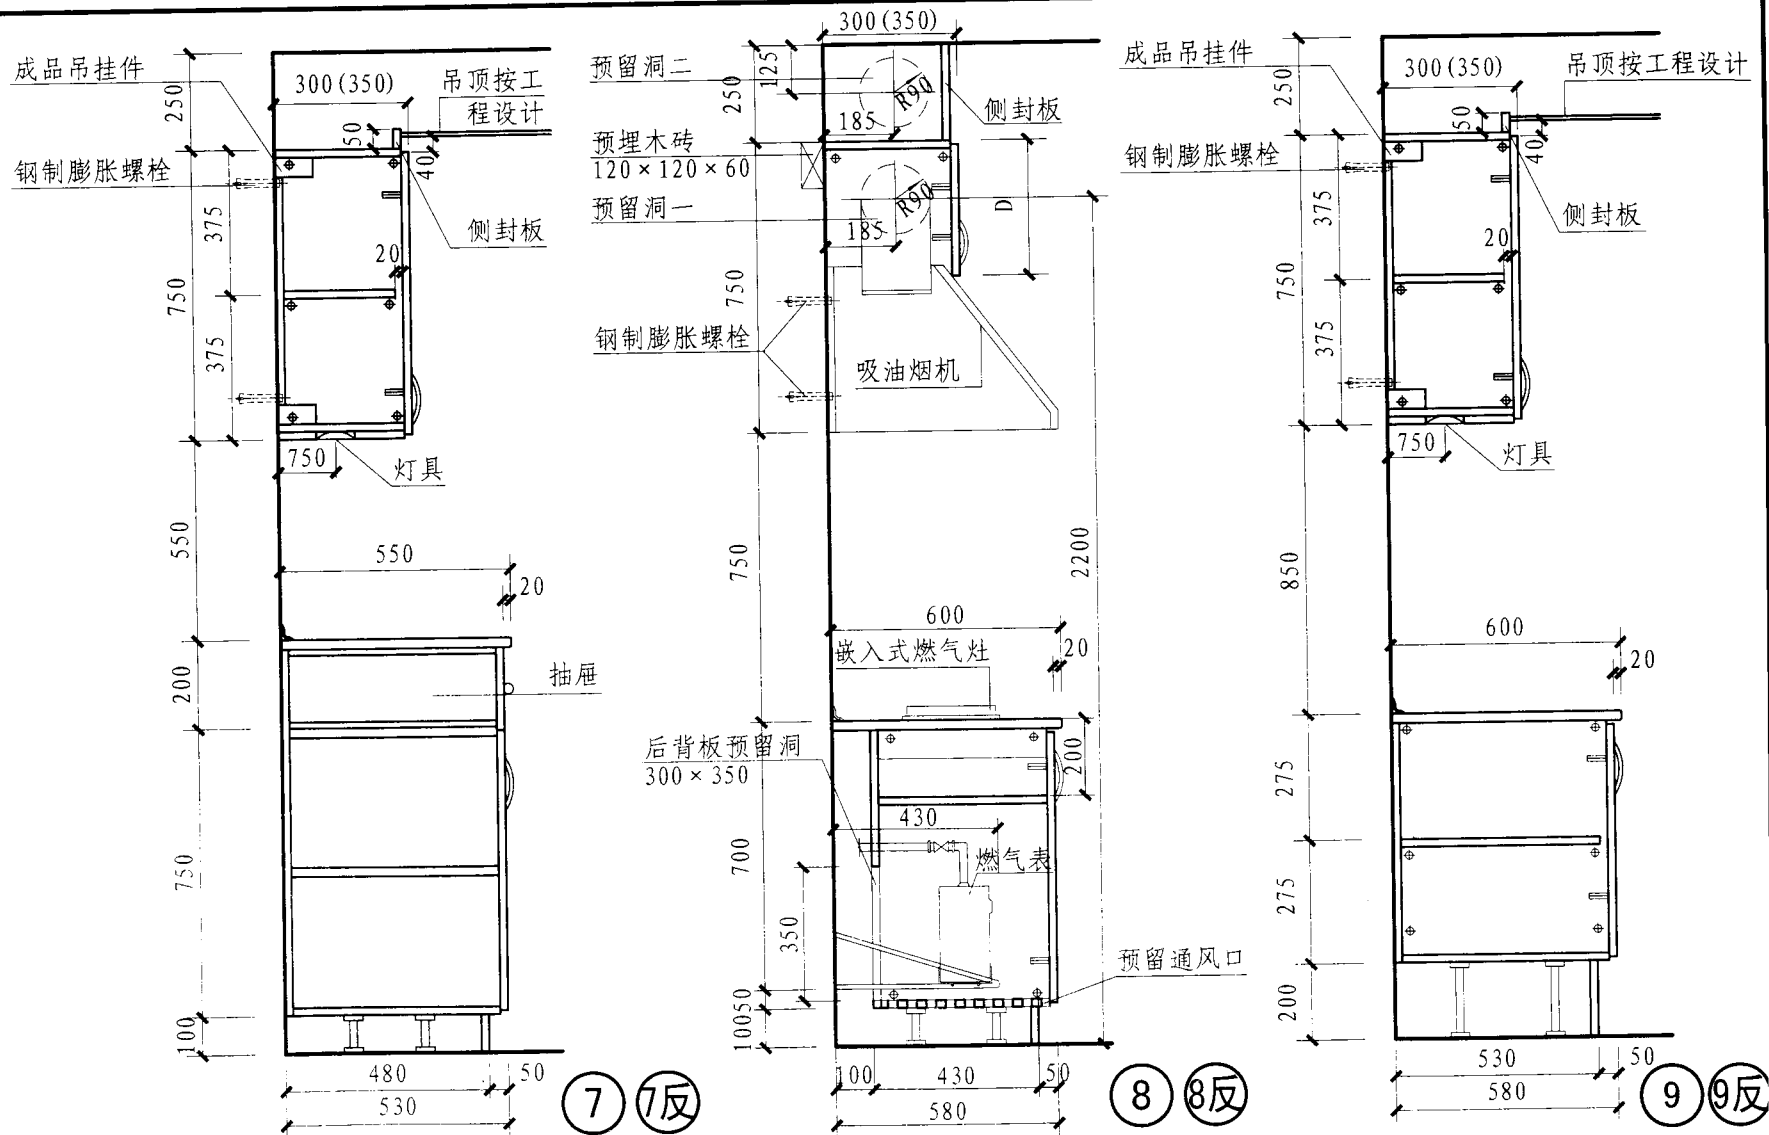 成品吊挂件
250
300(350)
吊顶按工
程设计
50
40
钢制膨胀螺栓
侧封板
375
20
750
375
750
灯具
550
550
20
抽屉
200
750
100
480
50
530
7
7反
300(350)
预留洞二
125
250
R90
185
侧封板
预埋木砖
120×120×60
预留洞一
R90
185
D
750
钢制膨胀螺栓
吸油烟机
750
2200
600
嵌入式燃气灶
20
后背板预留洞
300×350
200
430
700
燃气表
350
预留通风口
50
100
100
430
50
580
8
8反
成品吊挂件
250
300(350)
吊顶按工程设计
50
40
钢制膨胀螺栓
侧封板
375
20
750
375
750
灯具
850
600
20
275
275
200
530
50
580
9
9反